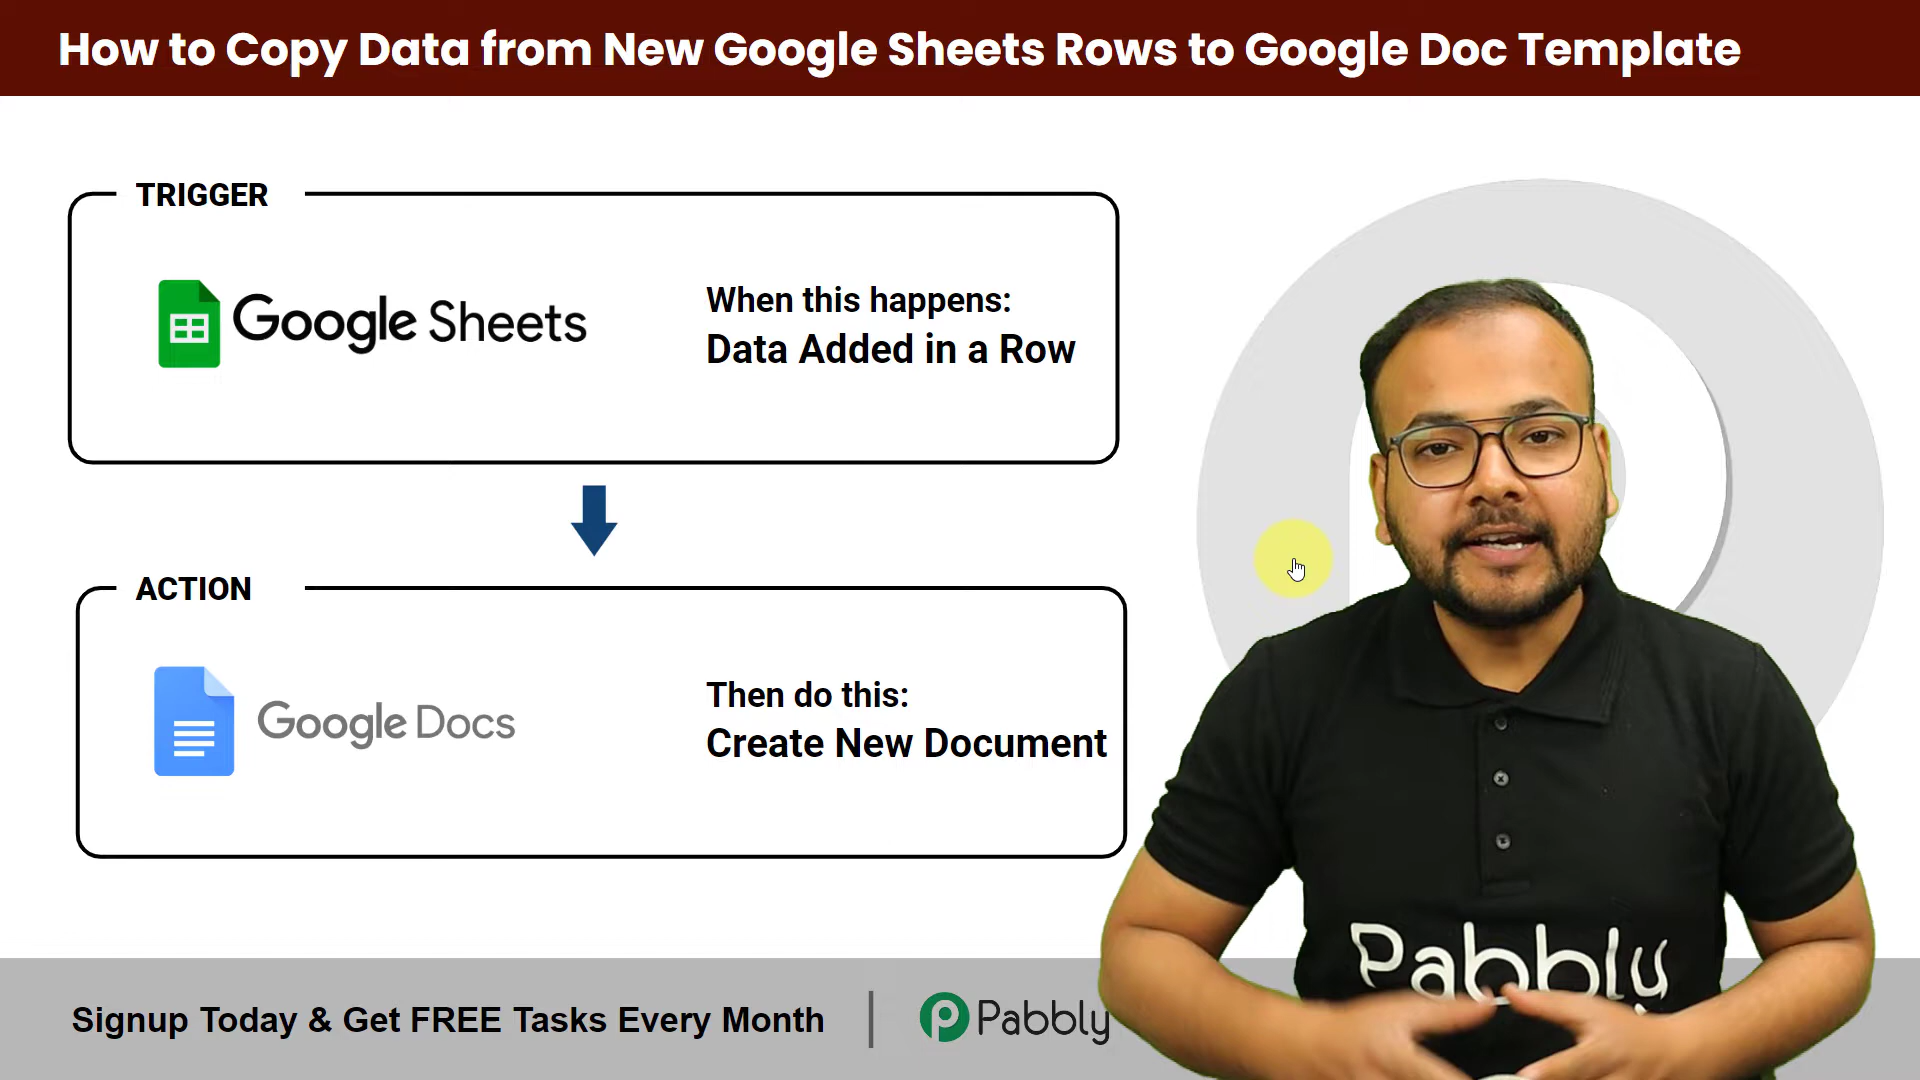 How to Copy Data from New Google Sheets Rows to Google Doc Template
TRIGGER
Google Sheets
When this happens:
Data Added in a Row
ACTION
Google Docs
Then do this:
Create New Document
Pabbly
Signup Today & Get FREE Tasks Every Month
Pabbly